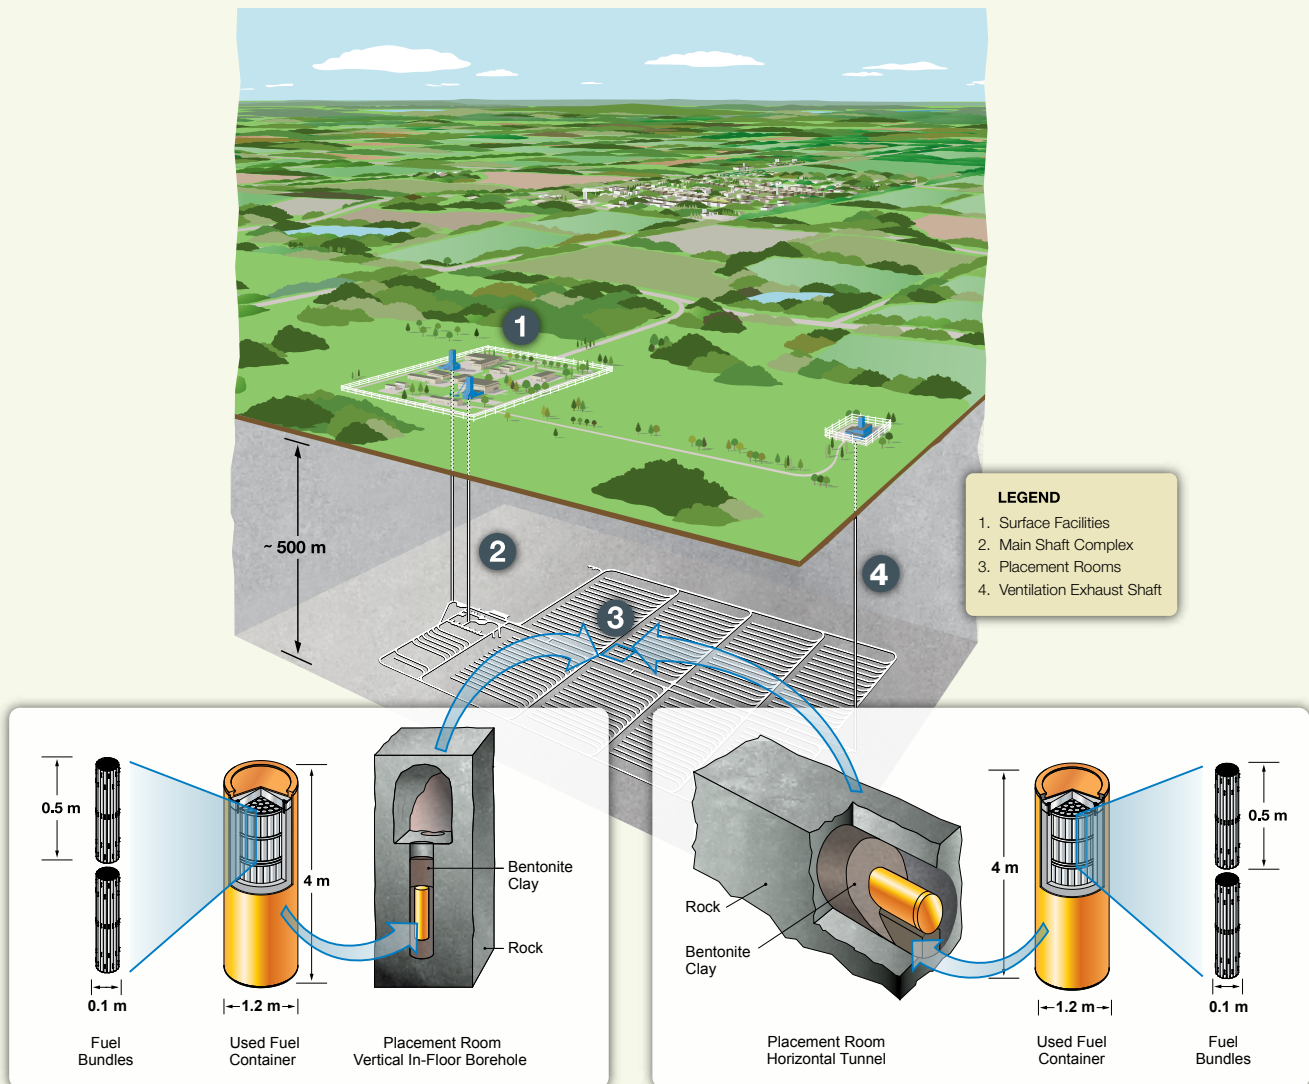 1
~ 500 m
2
3
4
LEGEND
1. Surface Facilities
2. Main Shaft Complex
3. Placement Rooms
4. Ventilation Exhaust Shaft
0.5 m
4 m
Bentonite
Clay
Rock
0.1 m
1.2 m
Fuel
Bundles
Used Fuel
Container
Placement Room
Vertical In-Floor Borehole
Rock
Bentonite
Clay
4 m
0.5 m
1.2 m
0.1 m
Placement Room
Horizontal Tunnel
Used Fuel
Container
Fuel
Bundles